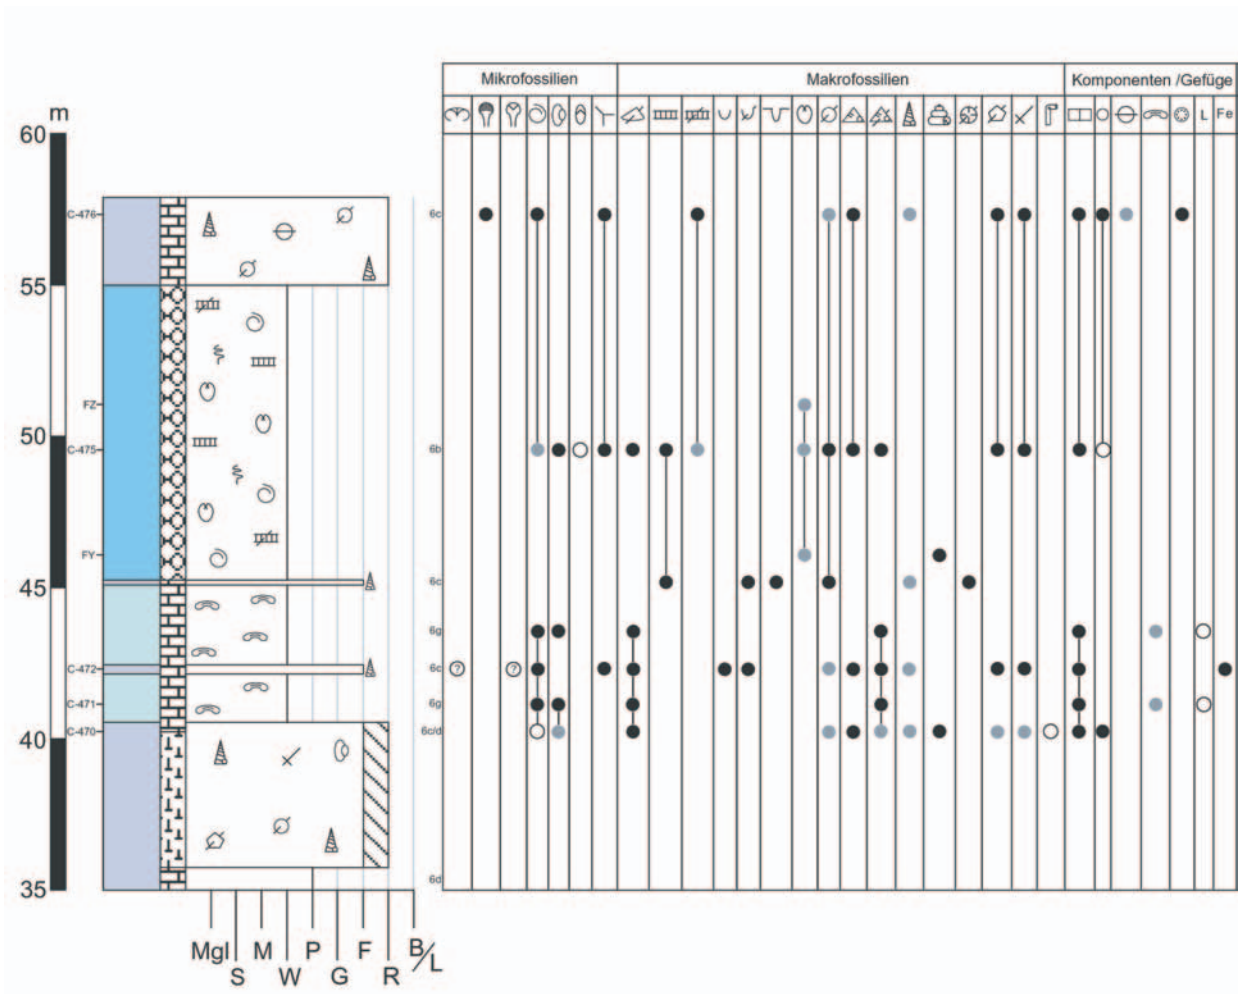 Mikrofossilien Makrofossilien Komponenten /Gefüge
m
L Fe
60
C-476 6c
55
FZ
50
C-475 6b
FY
45
6c
6g
C-472 ? ? 6c
C-471 6g
40
C-470 6c/d
6d
35
Mgl M P F B/L
S W G R